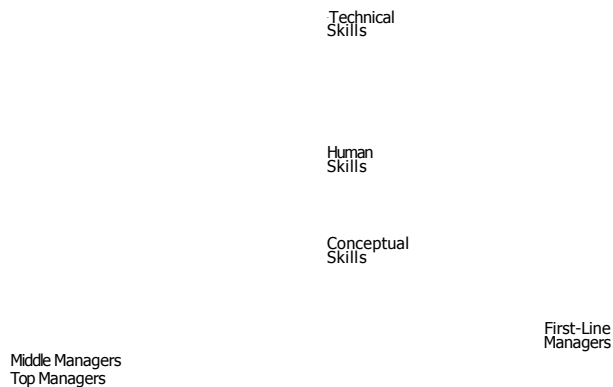 Technical
Skills
Human
Skills
Conceptual
Skills
First-Line
Managers
Middle Managers
Top Managers